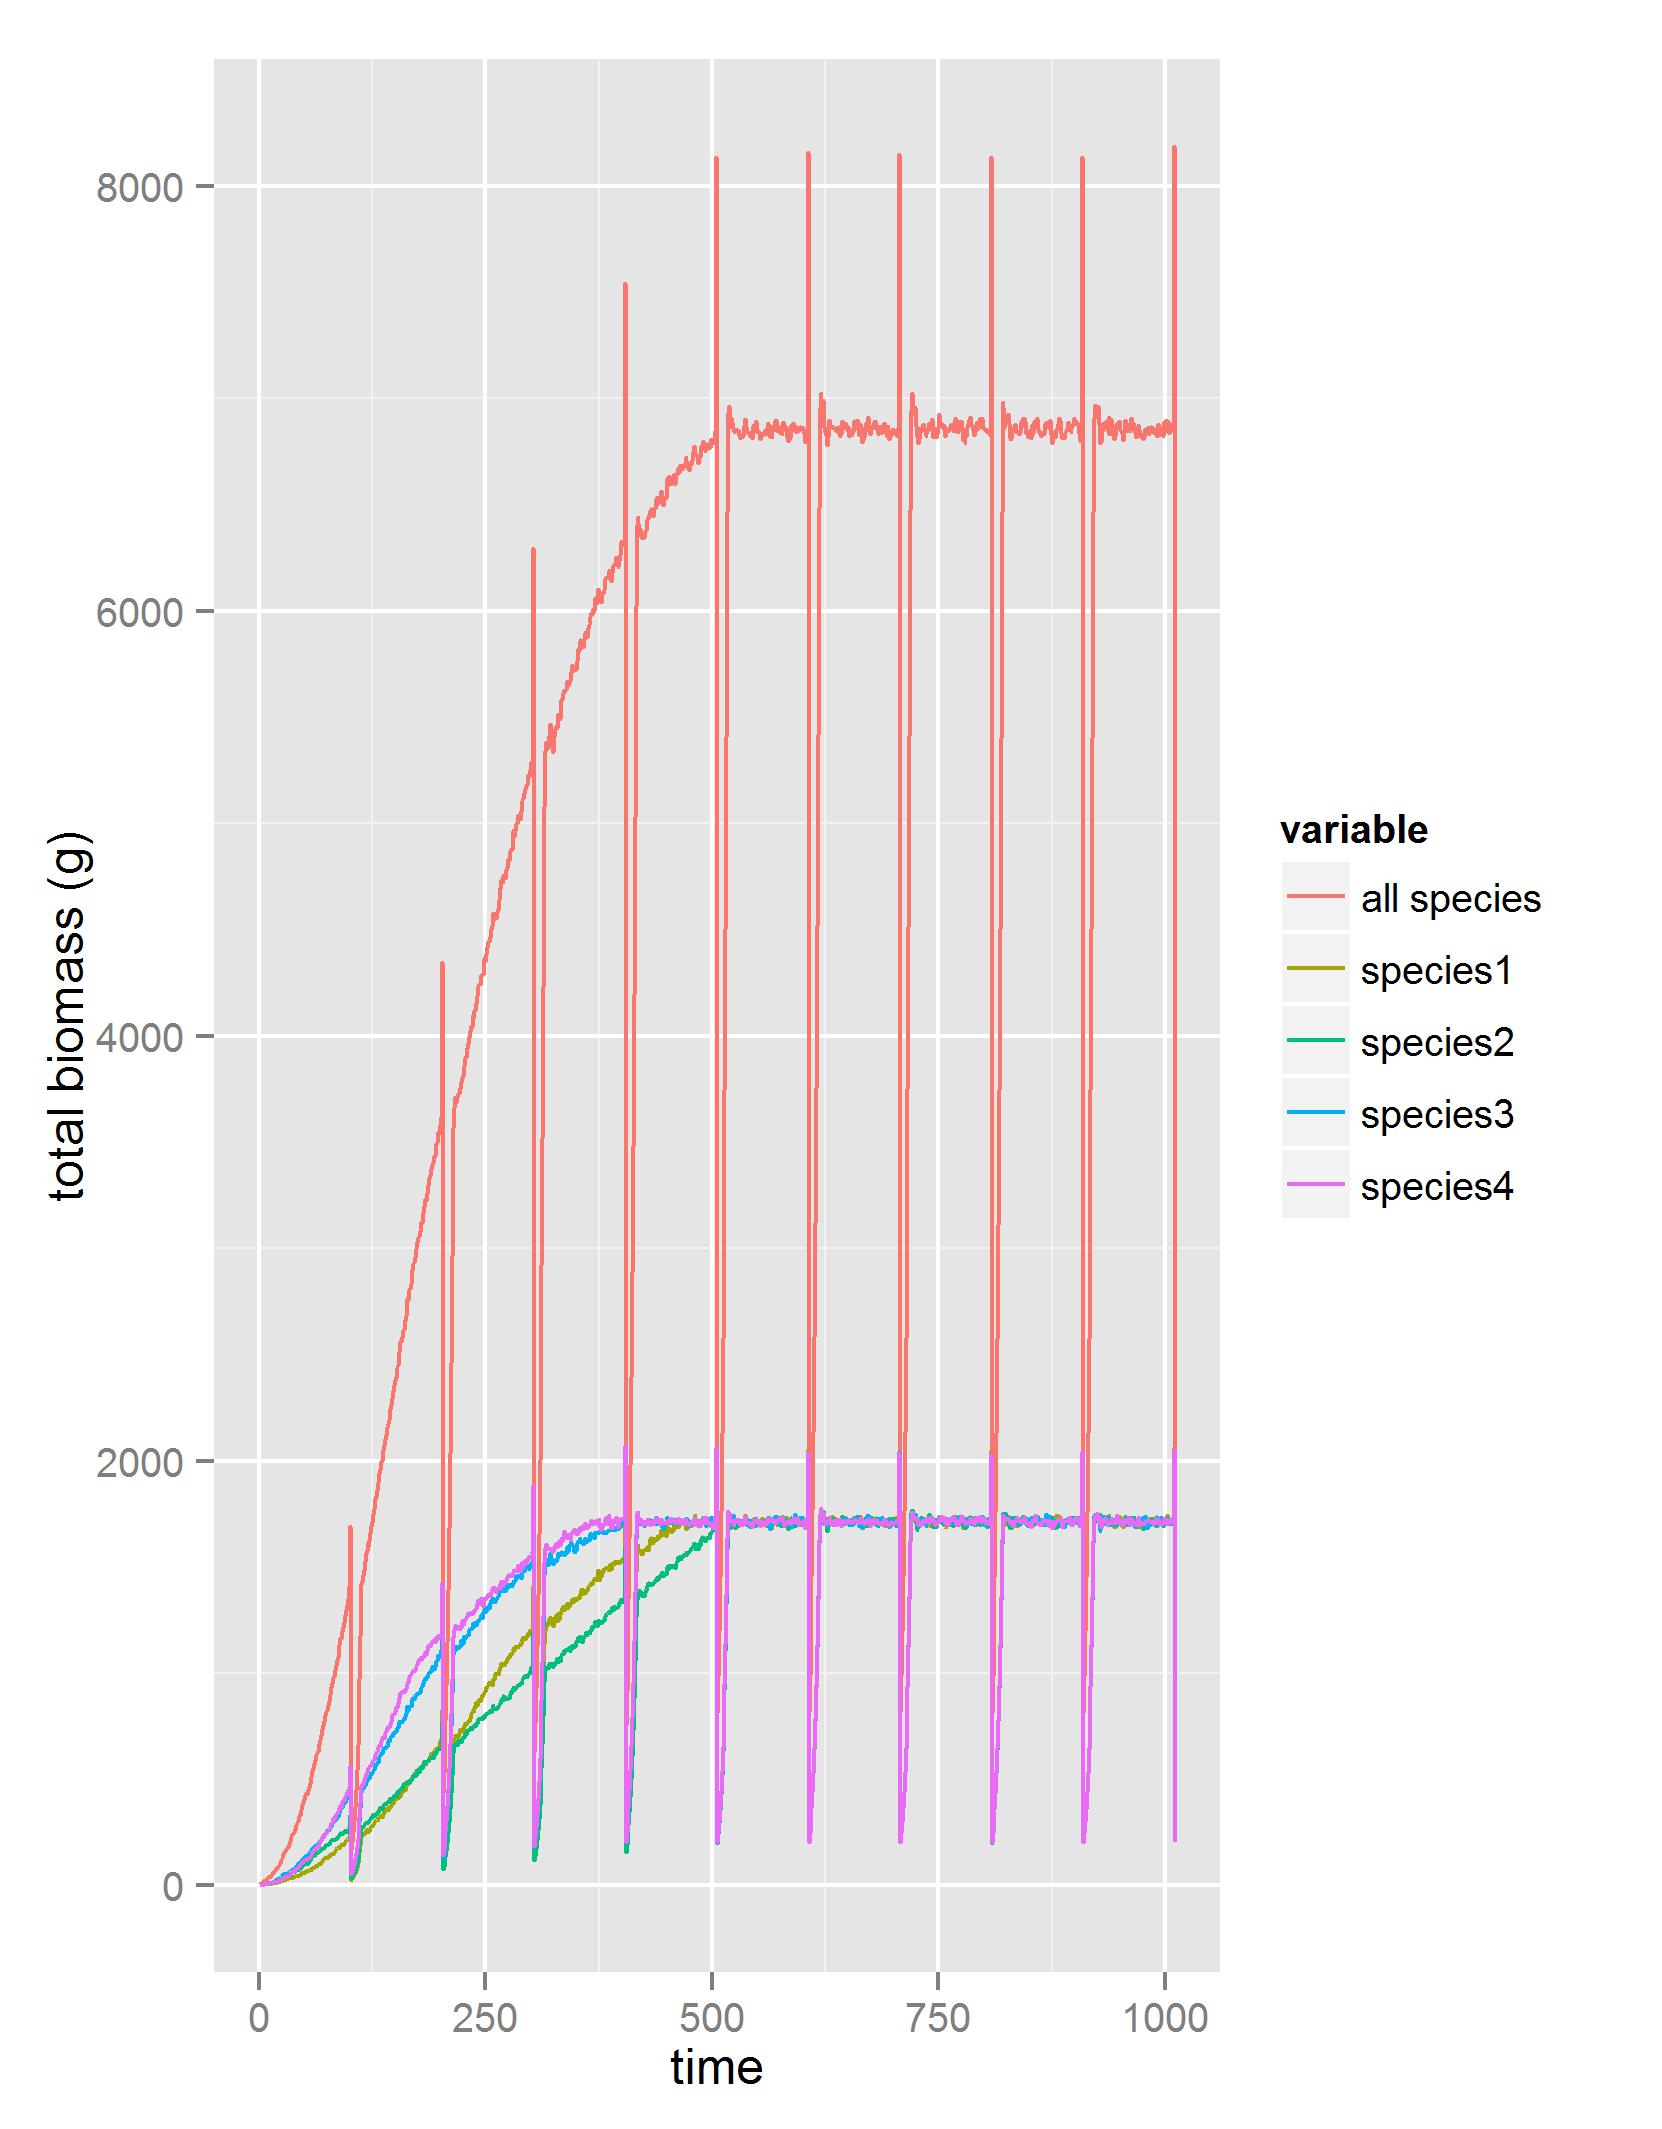 total biomass (g)
8000
6000
4000
2000
0
0 250 500 750 1000
time
variable
all species
species1
species2
species3
species4